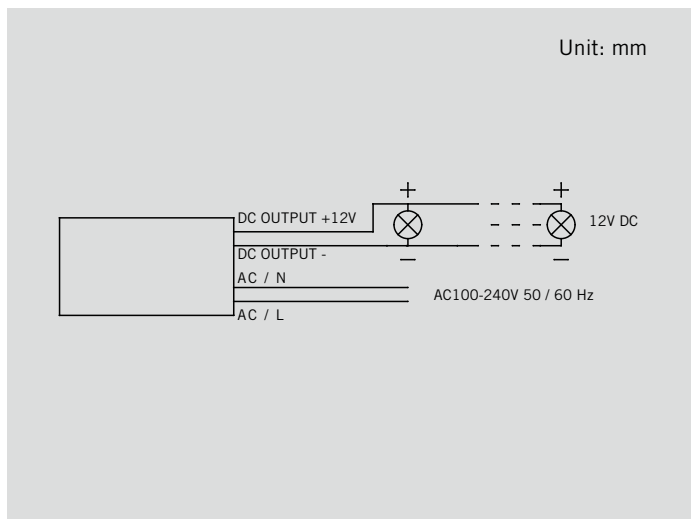 Unit: mm
+ +
DC OUTPUT +12V
12V DC
DC OUTPUT -
— —
AC / N
AC100-240V 50 / 60 Hz
AC / L